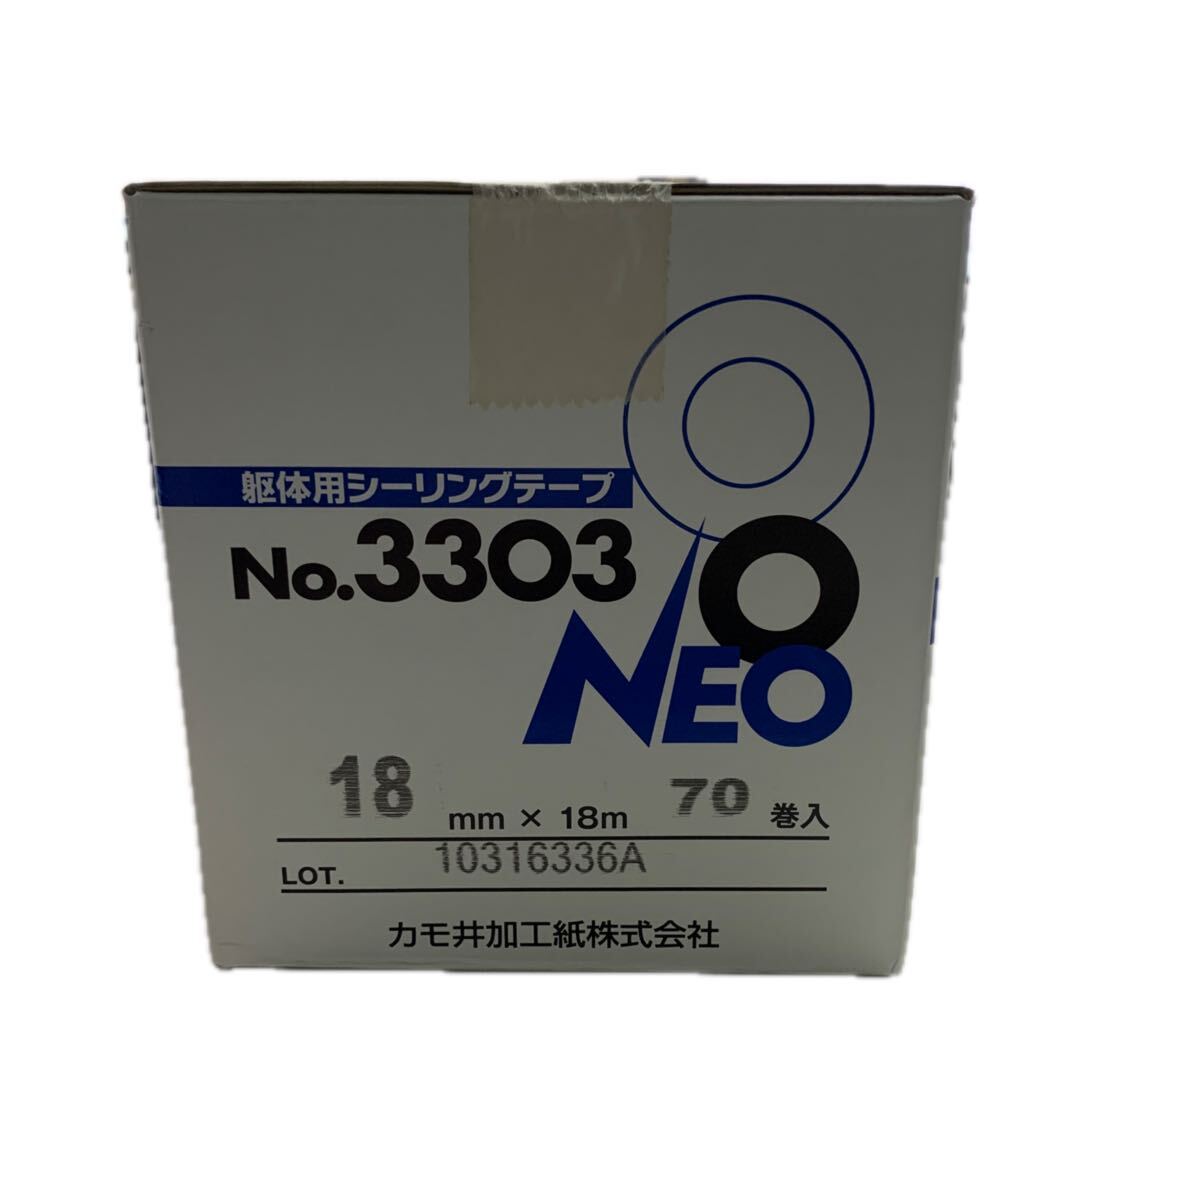 躯体用シーリングテープ
No.3303
NEO
18 mm × 18m 70 巻入
LOT. 10316336A
カモ井加工紙株式会社